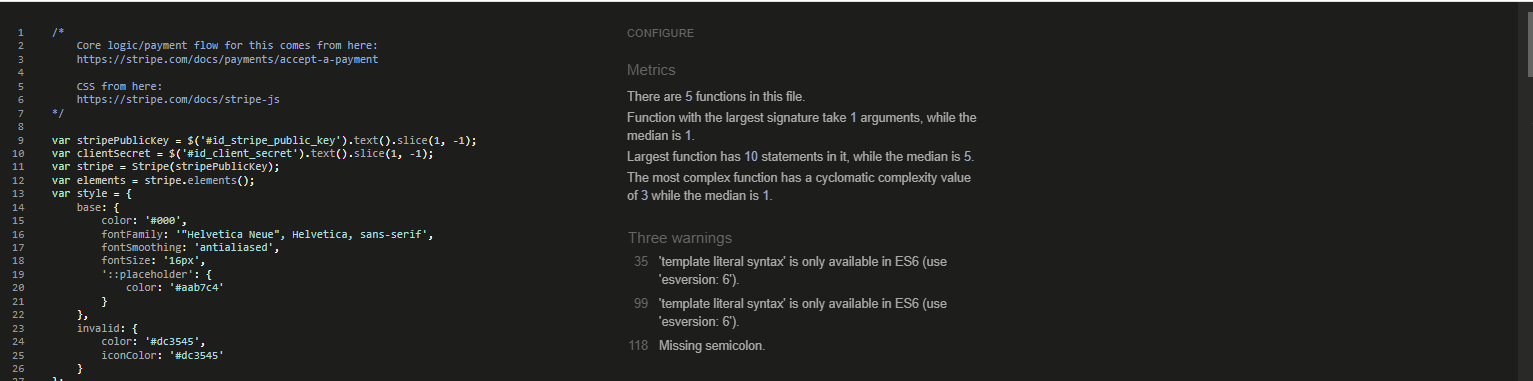 1 /*
2 Core logic/payment flow for this comes from here:
3 https://stripe.com/docs/payments/accept-a-payment
4
5 CSS from here:
6 https://stripe.com/docs/stripe-js
7 */
8
9 var stripePublicKey = $('#id_stripe_public_key').text().slice(1, -1);
10 var clientSecret = $('#id_client_secret').text().slice(1, -1);
11 var stripe = Stripe(stripePublicKey);
12 var elements = stripe.elements();
13 var style = {
14 base: {
15 color: '#000',
16 fontFamily: '"Helvetica Neue", Helvetica, sans-serif',
17 fontSmoothing: 'antialiased',
18 fontSize: '16px',
19 '::placeholder': {
20 color: '#aab7c4'
21 }
22 },
23 invalid: {
24 color: '#dc3545',
25 iconColor: '#dc3545'
26 }
27 };
CONFIGURE
Metrics
There are 5 functions in this file.
Function with the largest signature take 1 arguments, while the
median is 1.
Largest function has 10 statements in it, while the median is 5.
The most complex function has a cyclomatic complexity value
of 3 while the median is 1.
Three warnings
35 'template literal syntax' is only available in ES6 (use
'esversion: 6').
99 'template literal syntax' is only available in ES6 (use
'esversion: 6').
118 Missing semicolon.